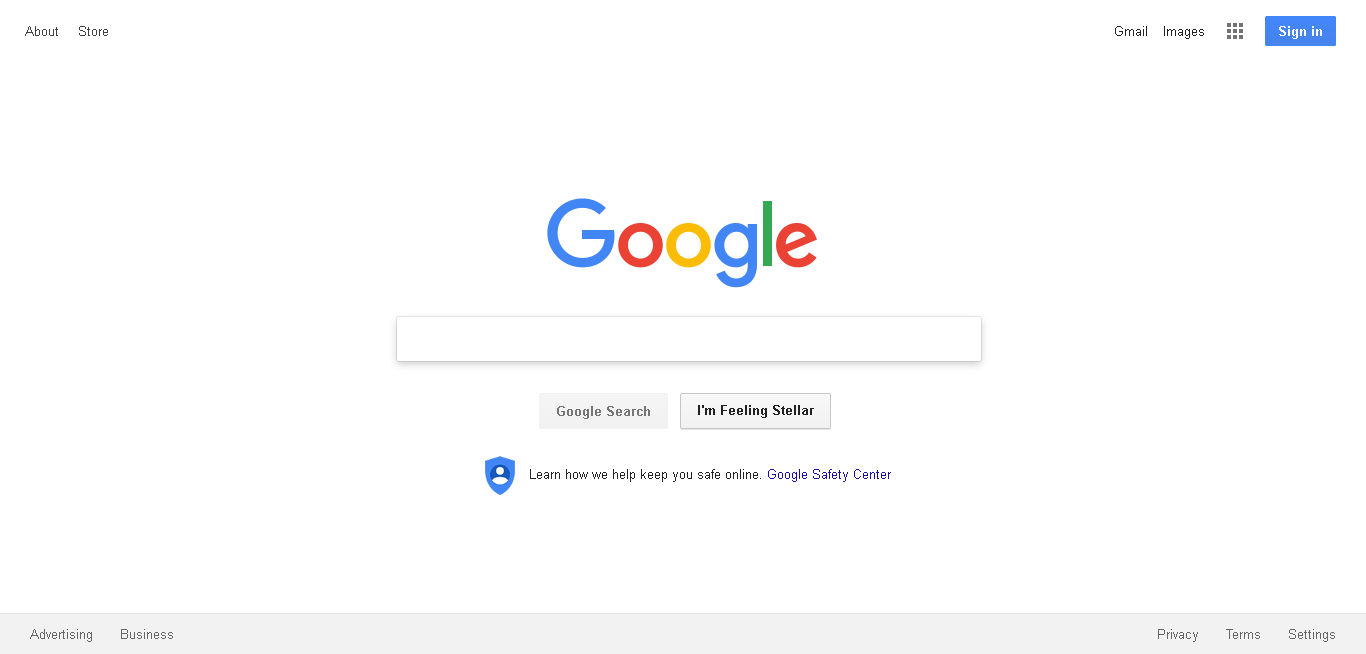 About Store Gmail Images Sign in
Google
Google Search I'm Feeling Stellar
Learn how we help keep you safe online. Google Safety Center
Advertising Business Privacy Terms Settings